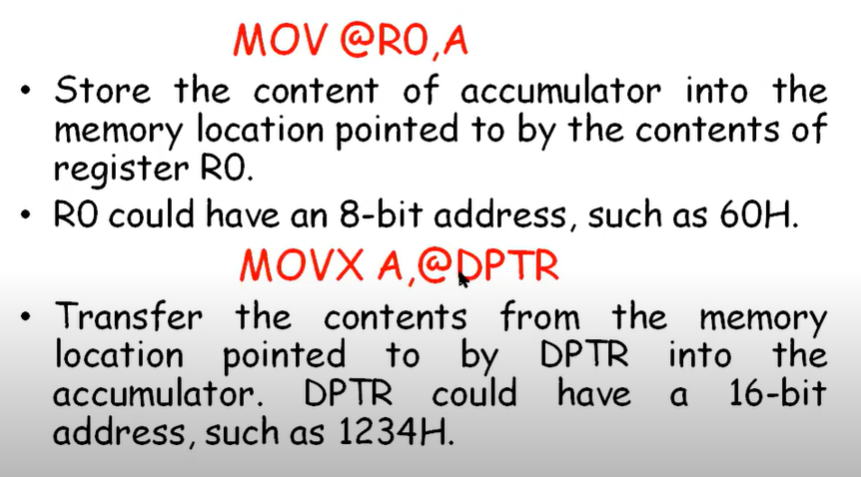 MOV @R0,A
• Store the content of accumulator into the
memory location pointed to by the contents of
register R0.
• R0 could have an 8-bit address, such as 60H.
MOVX A,@DPTR
• Transfer the contents from the memory
location pointed to by DPTR into the
accumulator. DPTR could have a 16-bit
address, such as 1234H.